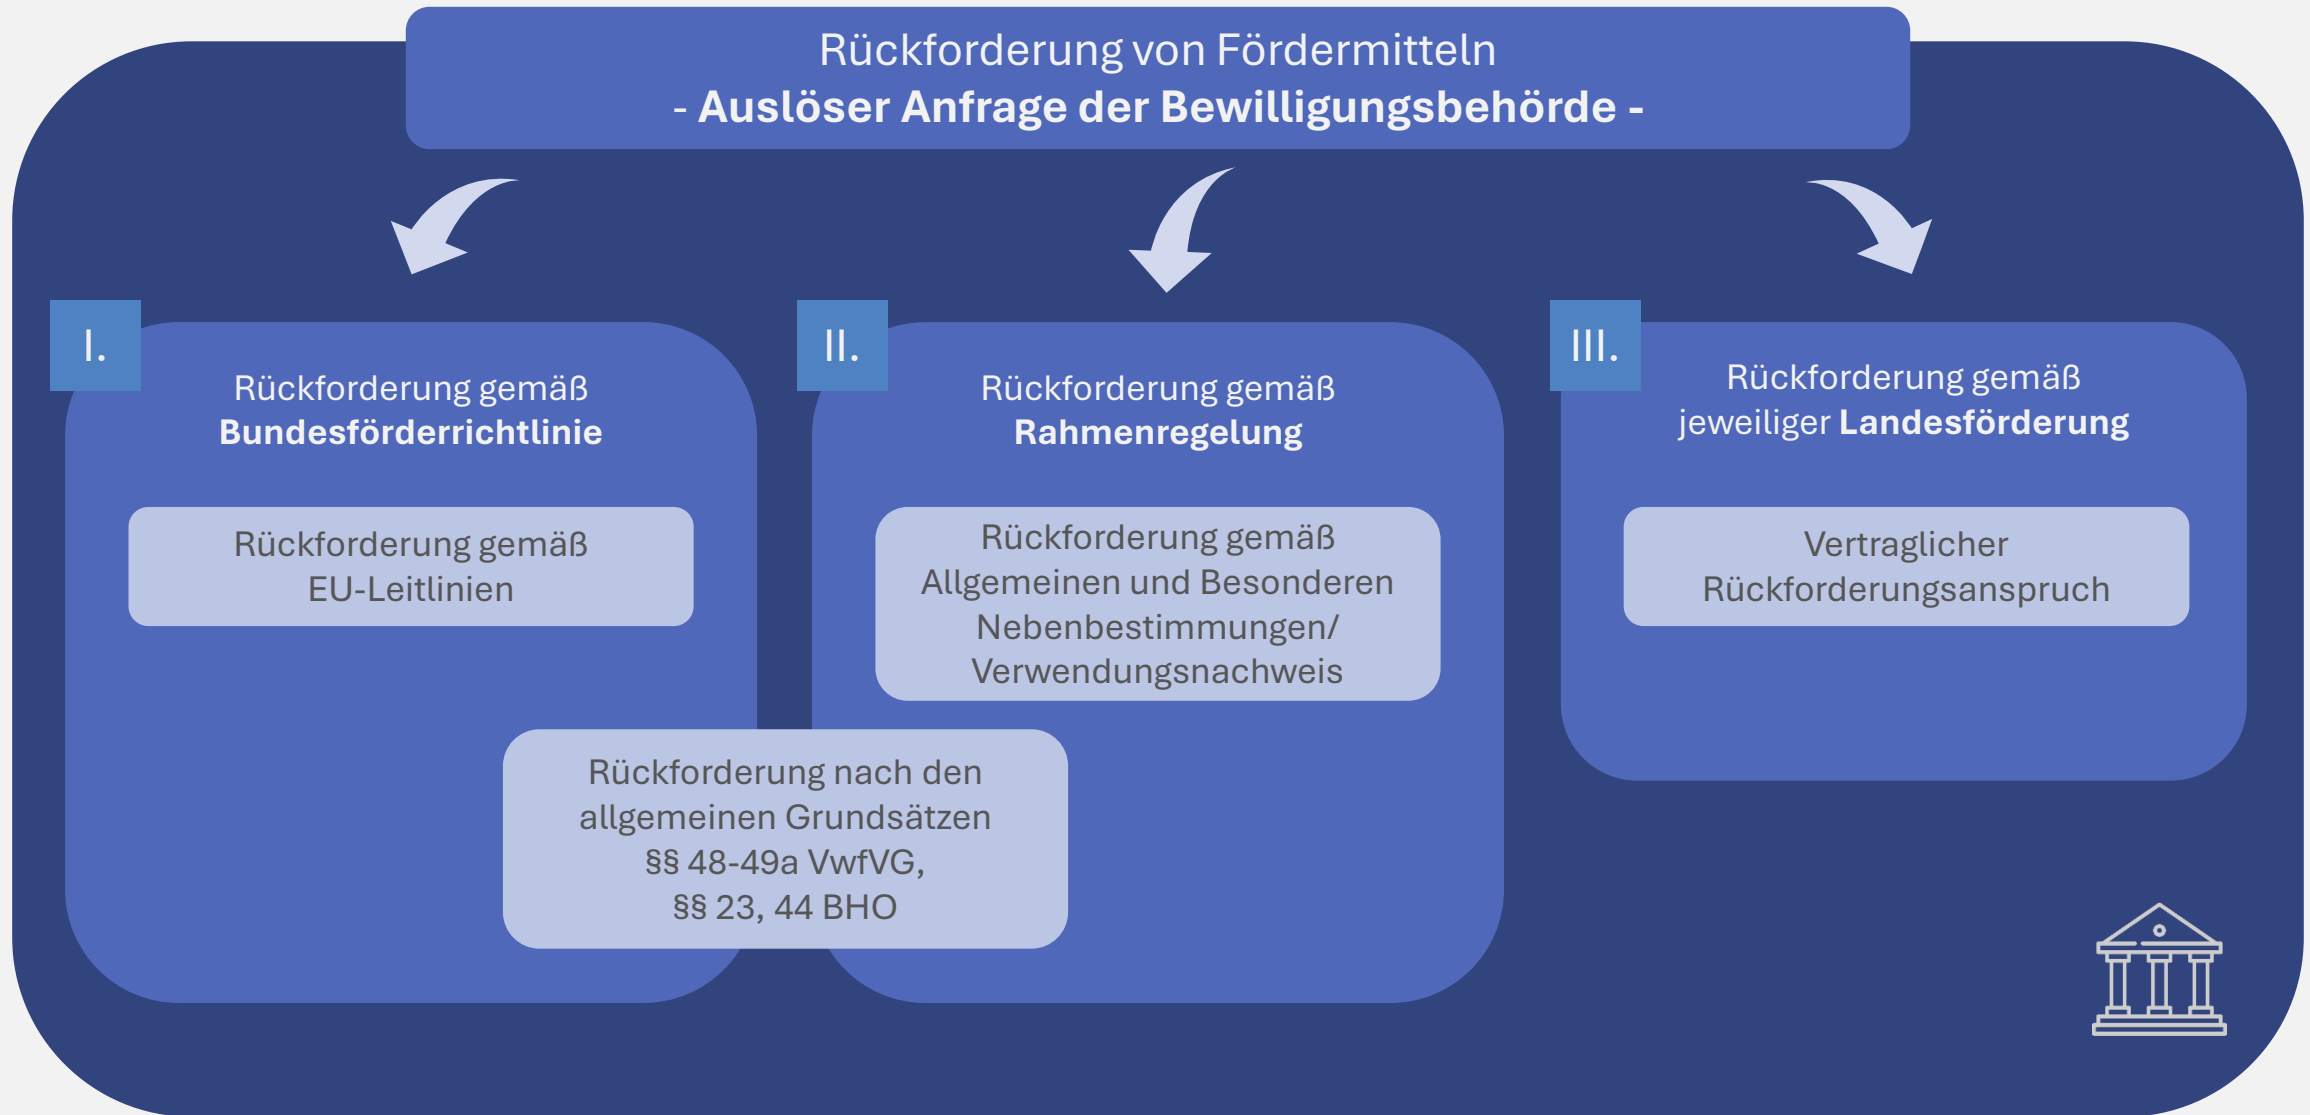 Rückforderung von Fördermitteln
- Auslöser Anfrage der Bewilligungsbehörde -
I.
Rückforderung gemäß
Bundesförderrichtlinie
Rückforderung gemäß
EU-Leitlinien
II.
Rückforderung gemäß
Rahmenregelung
Rückforderung gemäß
Allgemeinen und Besonderen
Nebenbestimmungen/
Verwendungsnachweis
Rückforderung nach den
allgemeinen Grundsätzen
§§ 48-49a VwfVG,
§§ 23, 44 BHO
III.
Rückforderung gemäß
jeweiliger Landesförderung
Vertraglicher
Rückforderungsanspruch